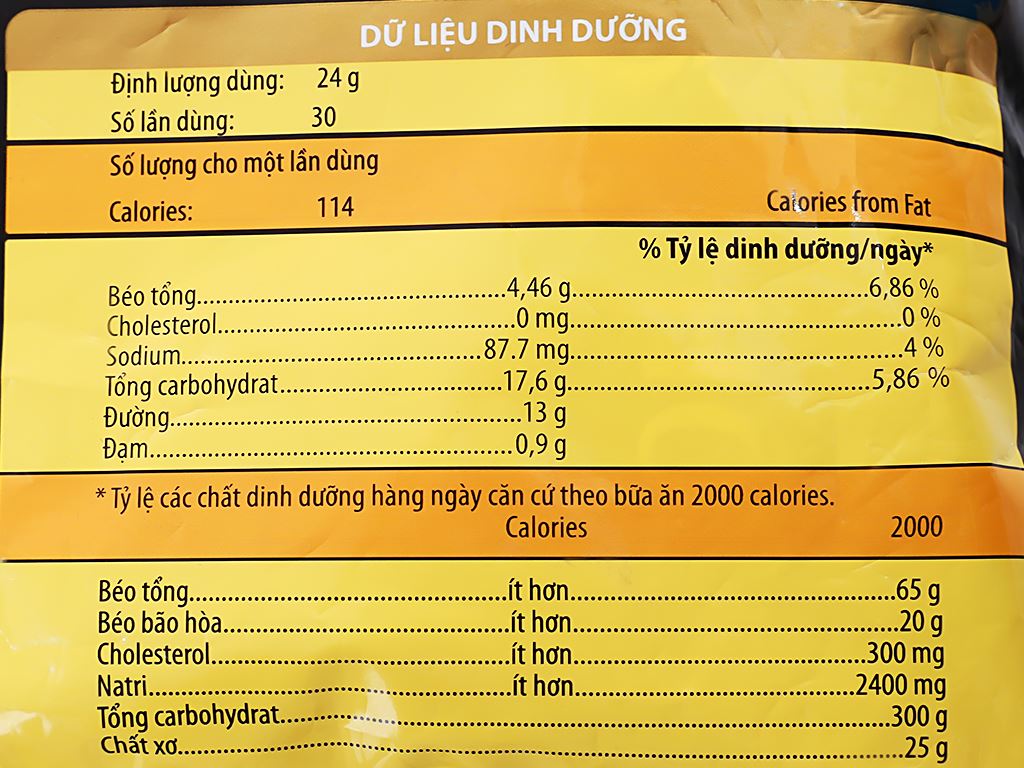 DỮ LIỆU DINH DƯỠNG
Định lượng dùng: 24 g
Số lần dùng: 30
Số lượng cho một lần dùng
Calories: 114 Calories from Fat
% Tỷ lệ dinh dưỡng/ngày*
Béo tổng....................4,46 g....................6,86 %
Cholesterol....................0 mg....................0 %
Sodium....................87.7 mg....................4 %
Tổng carbohydrat....................17,6 g....................5,86 %
Đường....................13 g
Đạm....................0,9 g
* Tỷ lệ các chất dinh dưỡng hàng ngày căn cứ theo bữa ăn 2000 calories.
Calories 2000
Béo tổng....................ít hơn....................65 g
Béo bão hòa....................ít hơn....................20 g
Cholesterol....................ít hơn....................300 mg
Natri....................ít hơn....................2400 mg
Tổng carbohydrat....................300 g
Chất xơ....................25 g